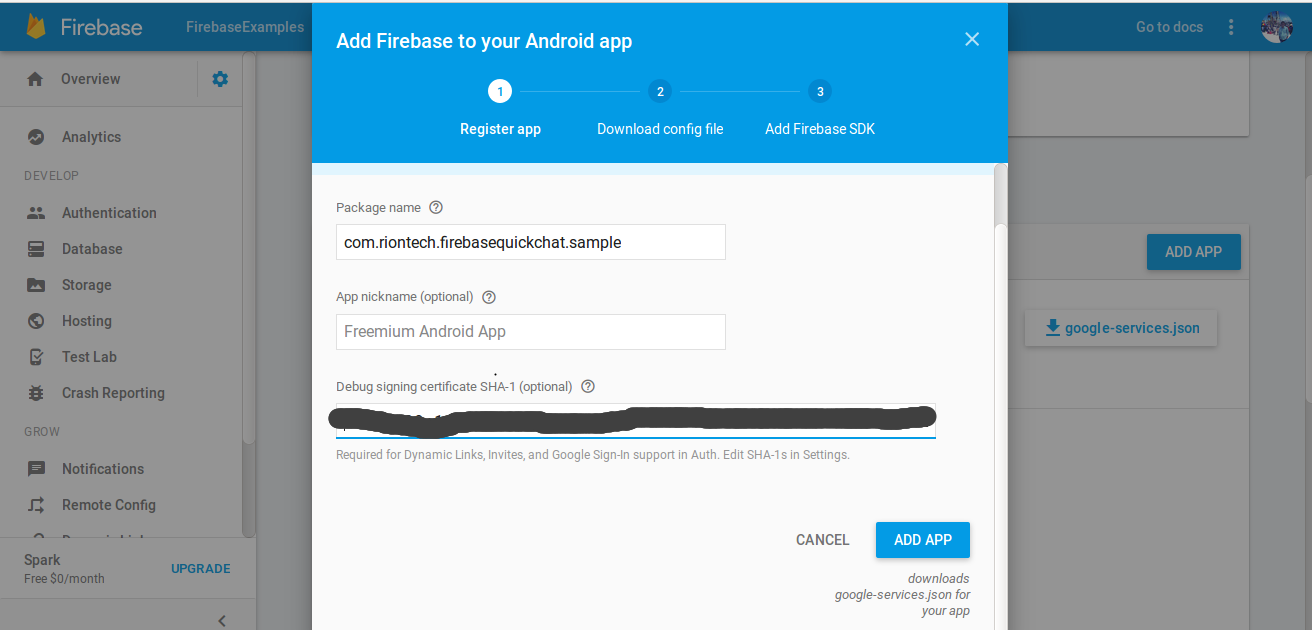 Firebase
FirebaseExamples
Go to docs
Overview
Analytics
DEVELOP
Authentication
Database
Storage
Hosting
Test Lab
Crash Reporting
GROW
Notifications
Remote Config
Spark
Free $0/month
UPGRADE
Add Firebase to your Android app
1
2
3
Register app
Download config file
Add Firebase SDK
Package name
com.riontech.firebasequickchat.sample
App nickname (optional)
Freemium Android App
Debug signing certificate SHA-1 (optional)
Required for Dynamic Links, Invites, and Google Sign-In support in Auth. Edit SHA-1s in Settings.
CANCEL
ADD APP
downloads
google-services.json for
your app
ADD APP
google-services.json